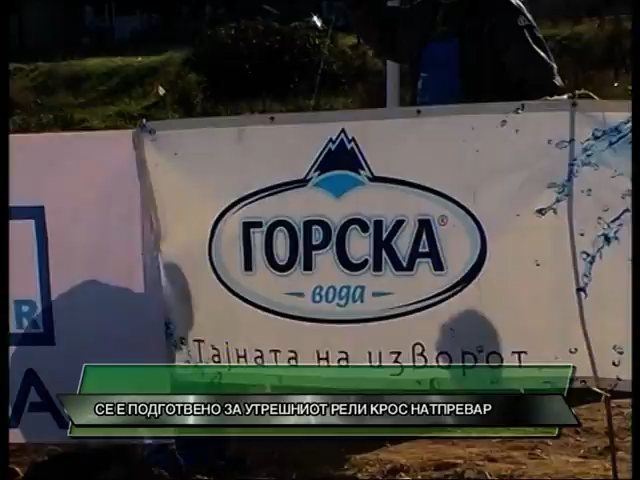 ГОРСКА®
вода
Тајната на изворот
R
A
СЕ Е ПОДГОТВЕНО ЗА УТРЕШНИОТ РЕЛИ КРОС НАТПРЕВАР